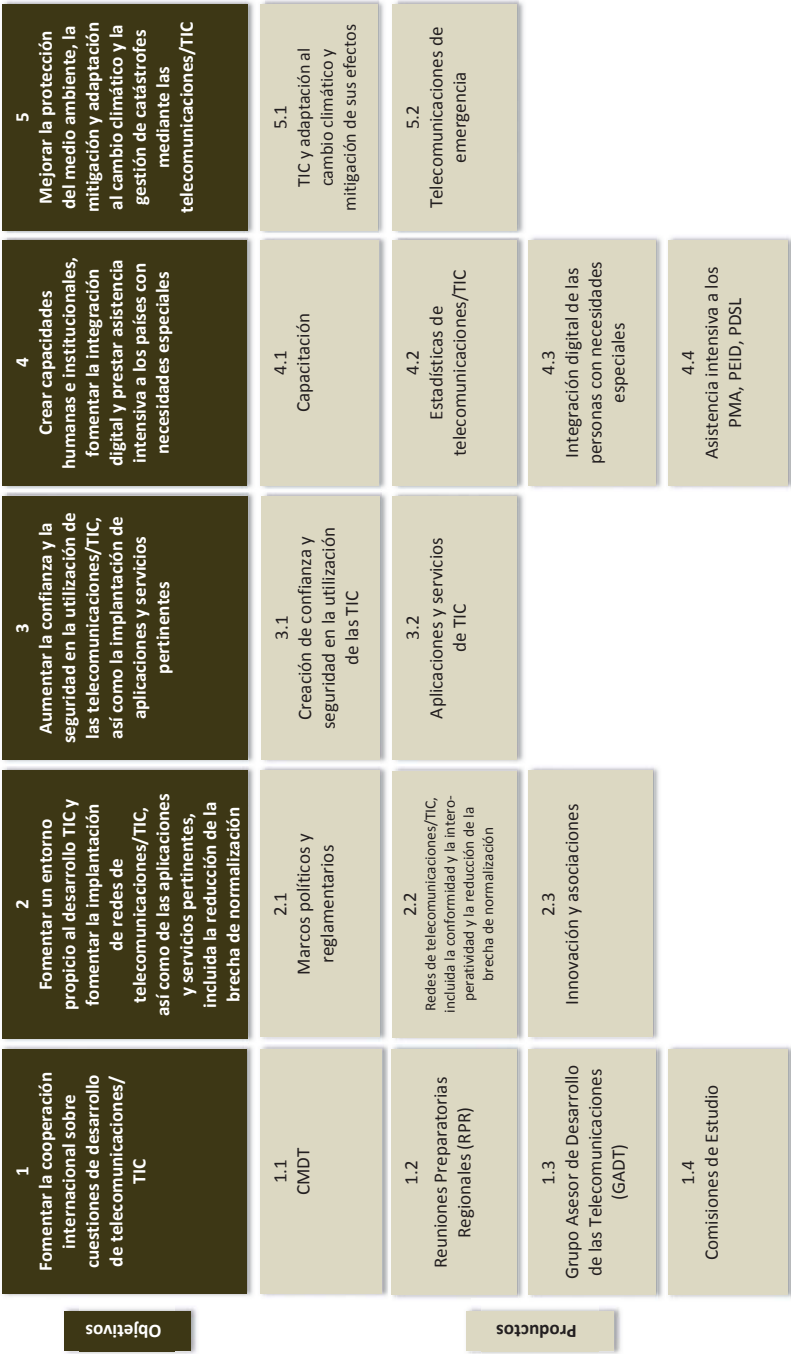 Objetivos
1
Fomentar la cooperación
internacional sobre
cuestiones de desarrollo
de telecomunicaciones/
TIC
2
Fomentar un entorno
propicio al desarrollo TIC y
fomentar la implantación
de redes de
telecomunicaciones/TIC,
así como de las aplicaciones
y servicios pertinentes,
incluida la reducción de la
brecha de normalización
3
Aumentar la confianza y la
seguridad en la utilización de
las telecomunicaciones/TIC,
así como la implantación de
aplicaciones y servicios
pertinentes
4
Crear capacidades
humanas e institucionales,
fomentar la integración
digital y prestar asistencia
intensiva a los países con
necesidades especiales
5
Mejorar la protección
del medio ambiente, la
mitigación y adaptación
al cambio climático y la
gestión de catástrofes
mediante las
telecomunicaciones/TIC
Productos
1.1
CMDT
2.1
Marcos políticos y
reglamentarios
3.1
Creación de confianza y
seguridad en la utilización
de las TIC
4.1
Capacitación
5.1
TIC y adaptación al
cambio climático y
mitigación de sus efectos
1.2
Reuniones Preparatorias
Regionales (RPR)
2.2
Redes de telecomunicaciones/TIC,
incluida la conformidad y la intero-
peratividad y la reducción de la
brecha de normalización
3.2
Aplicaciones y servicios
de TIC
4.2
Estadísticas de
telecomunicaciones/TIC
5.2
Telecomunicaciones de
emergencia
1.3
Grupo Asesor de Desarrollo
de las Telecomunicaciones
(GADT)
2.3
Innovación y asociaciones
4.3
Integración digital de las
personas con necesidades
especiales
1.4
Comisiones de Estudio
4.4
Asistencia intensiva a los
PMA, PEID, PDSL